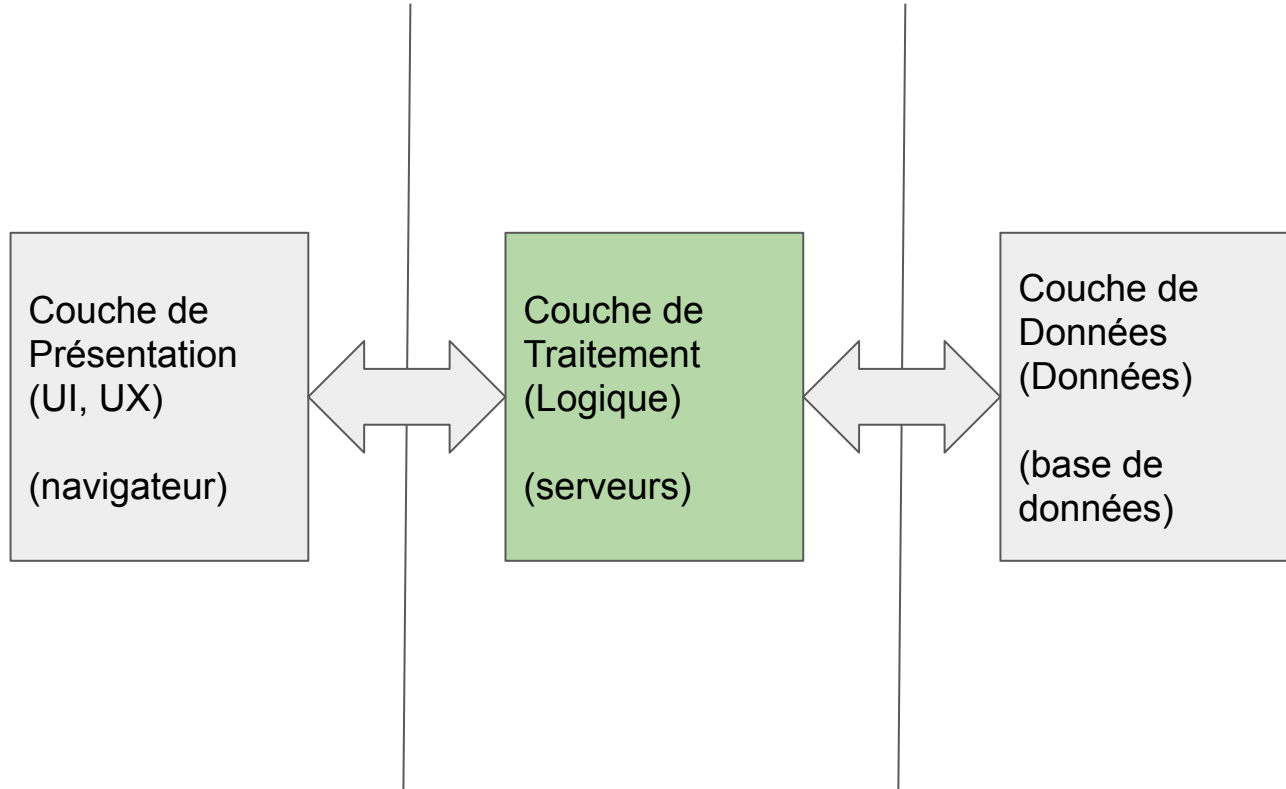 Couche de
Présentation
(UI, UX)
(navigateur)
Couche de
Traitement
(Logique)
(serveurs)
Couche de
Données
(Données)
(base de
données)